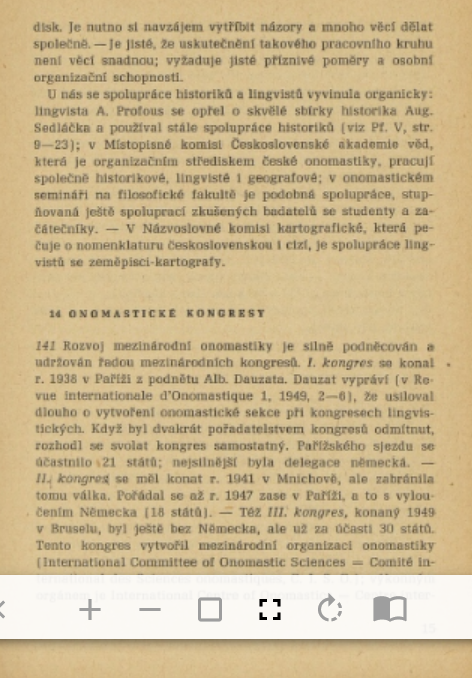 disk. Je nutno si navzájem vytříbit názory a mnoho věcí dělat
společně. — Je jisté, že uskutečnění takového pracovního kruhu
není věcí snadnou; vyžaduje jisté příznivé poměry a osobní
organizační schopnosti.
U nás se spolupráce historiků a lingvistů vyvinula organicky:
lingvista A. Profous se opřel o skvělé sbírky historika Aug.
Sedláčka a používal stále spolupráce historiků (viz Pf. V, str.
9—23); v Místopisné komisi Československé akademie věd,
která je organizačním střediskem české onomastiky, pracují
společně historikové, lingvisté i geografové; v onomastickém
semináři na filosofické fakultě je podobná spolupráce, stup-
ňovaná ještě spoluprací zkušených badatelů se studenty a za-
čátečníky. — V Názvoslovné komisi kartografické, která pe-
čuje o nomenklaturu československou i cizí, je spolupráce ling-
vistů se zeměpisci-kartografy.
14 ONOMASTICKÉ KONGRESY
141 Rozvoj mezinárodní onomastiky je silně podněcován a
udržován řadou mezinárodních kongresů. I. kongres se konal
r. 1938 v Paříži z podnětu Alb. Dauzata. Dauzat vypráví (v Re-
vue internationale d'Onomastique 1, 1949, 2—6), že usiloval
dlouho o vytvoření onomastické sekce při kongresech lingvis-
tických. Když byl dvakrát pořadatelstvem kongresů odmítnut,
rozhodl se svolat kongres samostatný. Pařížského sjezdu se
účastnilo 21 států; nejsilnější byla delegace německá. —
II. kongres se měl konat r. 1941 v Mnichově, ale zabránila
tomu válka. Pořádal se až r. 1947 zase v Paříži, a to s vylou-
čením Německa (18 států). — Též III. kongres, konaný 1949
v Bruselu, byl ještě bez Německa, ale už za účasti 30 států.
Tento kongres vytvořil mezinárodní organizaci onomastiky
(International Committee of Onomastic Sciences = Comité in-